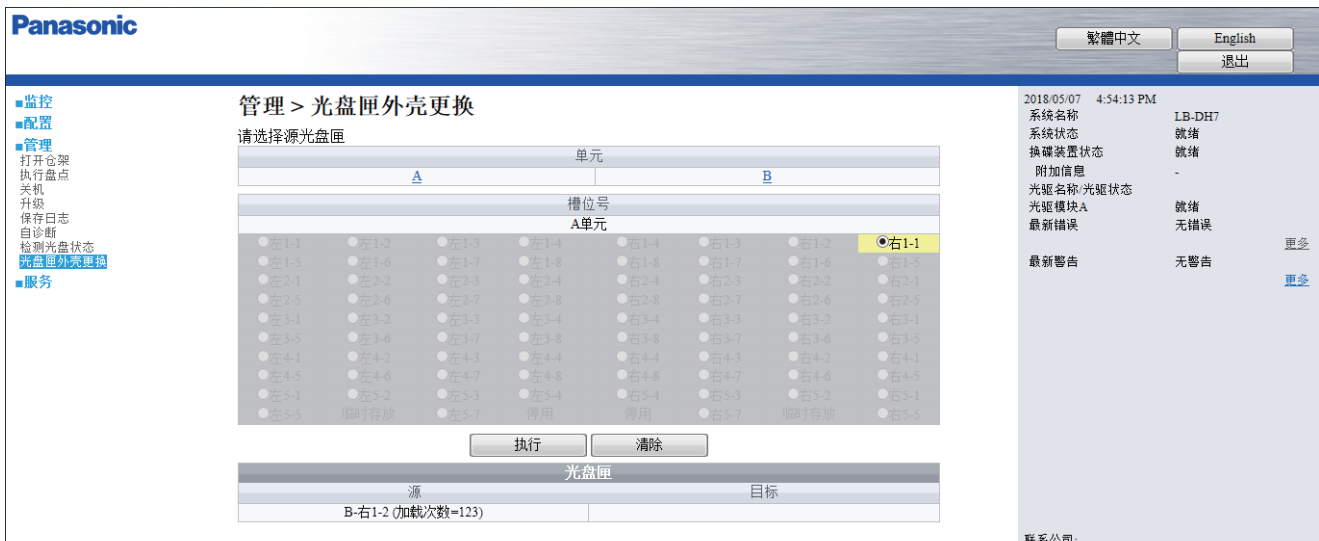 Panasonic
繁體中文 English
退出
■监控
■配置
■管理
打开仓架
执行盘点
关机
升级
保存日志
自诊断
检测光盘状态
光盘匣外壳更换
■服务
管理 > 光盘匣外壳更换
请选择源光盘匣
单元
A B
槽位号
A单元
左1-1 左1-2 左1-3 左1-4 右1-4 右1-3 右1-2 右1-1
左1-5 左1-6 左1-7 左1-8 右1-8 右1-7 右1-6 右1-5
左2-1 左2-2 左2-3 左2-4 右2-4 右2-3 右2-2 右2-1
左2-5 左2-6 左2-7 左2-8 右2-8 右2-7 右2-6 右2-5
左3-1 左3-2 左3-3 左3-4 右3-4 右3-3 右3-2 右3-1
左3-5 左3-6 左3-7 左3-8 右3-8 右3-7 右3-6 右3-5
左4-1 左4-2 左4-3 左4-4 右4-4 右4-3 右4-2 右4-1
左4-5 左4-6 左4-7 左4-8 右4-8 右4-7 右4-6 右4-5
左5-1 左5-2 左5-3 左5-4 右5-4 右5-3 右5-2 右5-1
左5-5 临时存放 左5-7 停用 停用 右5-7 临时存放 右5-5
执行 清除
光盘匣
源 目标
B-右1-2 (加载次数=123)
2018/05/07 4:54:13 PM
系统名称 LB-DH7
系统状态 就绪
换碟装置状态 就绪
附加信息 -
光驱名称/光驱状态
光驱模块A 就绪
最新错误 无错误
更多
最新警告 无警告
更多
联系公司: